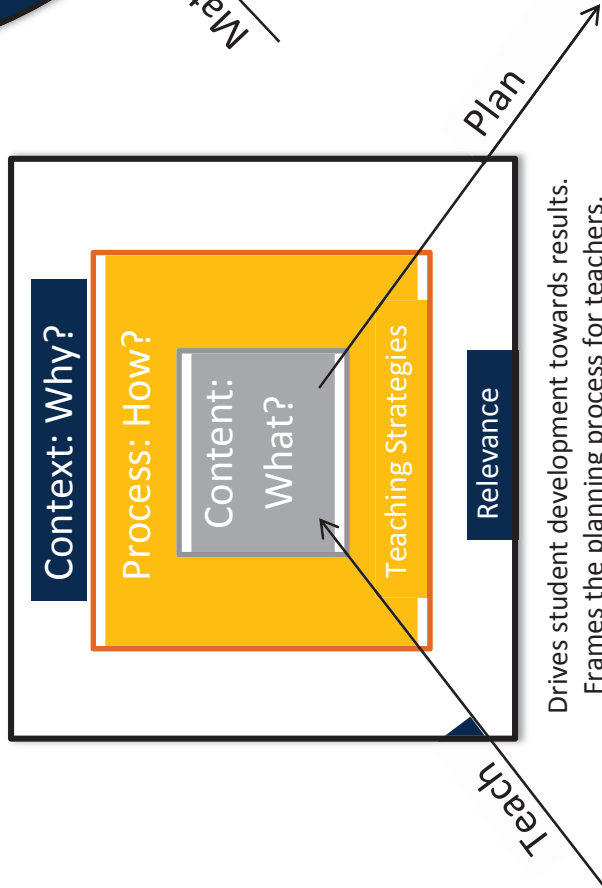 Context: Why?
Process: How?
Content:
What?
Teaching Strategies
Relevance
Teach
Plan
Drives student development towards results.
Frames the planning process for teachers.